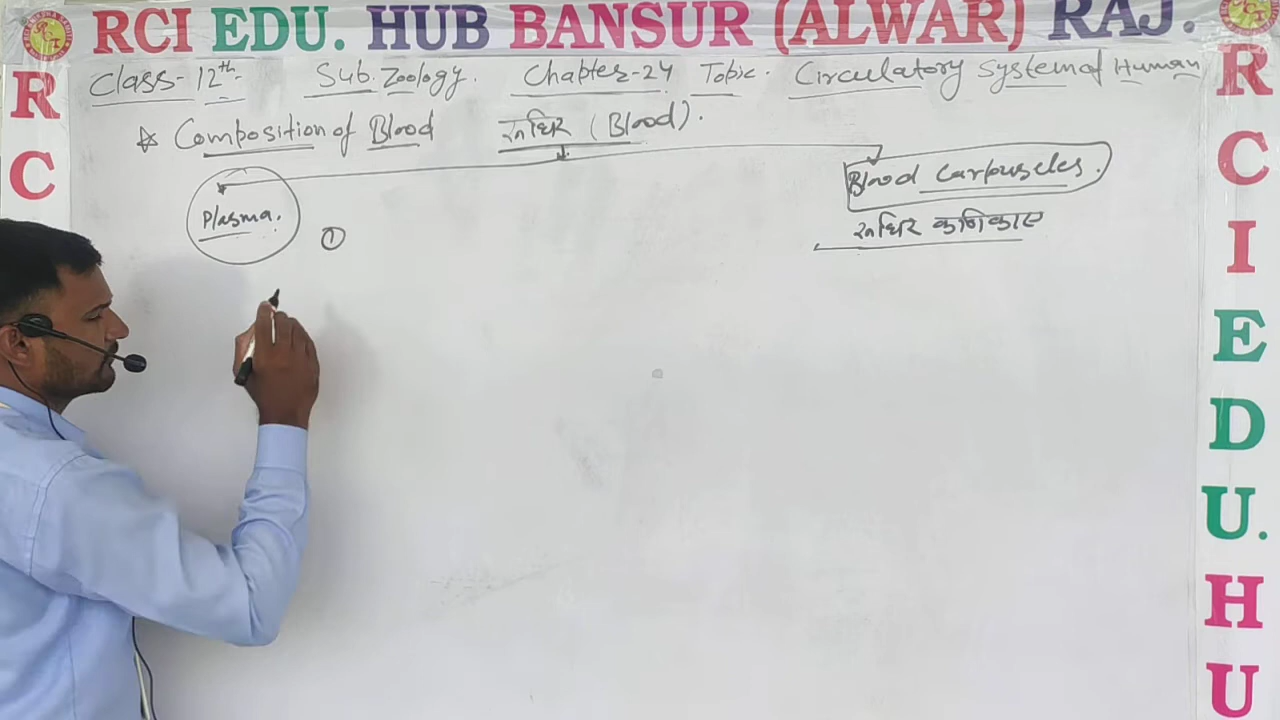 RCI EDU. HUB BANSUR (ALWAR) RAJ.
Class-12th- Sub. Zoology. Chapter-24 Tobic. Circulatory System of Human
☆ Composition of Blood रूधिर (Blood).
Plasma. ①
Blood Carpuscles.
रूधिर कणिकाए
R
C
R
C
I
E
D
U.
H
U